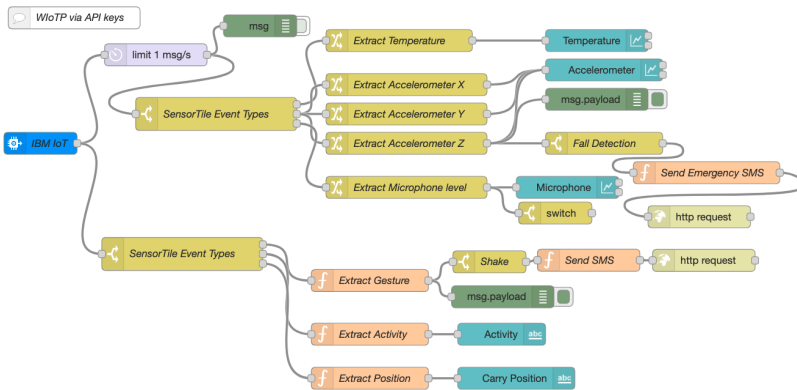 WIoTP via API keys
msg
limit 1 msg/s
Extract Temperature
Temperature
Extract Accelerometer X
Accelerometer
SensorTile Event Types
Extract Accelerometer Y
msg.payload
IBM IoT
Extract Accelerometer Z
Fall Detection
Send Emergency SMS
Extract Microphone level
Microphone
switch
http request
SensorTile Event Types
Shake
Send SMS
http request
Extract Gesture
msg.payload
Extract Activity
Activity
abc
Extract Position
Carry Position
abc